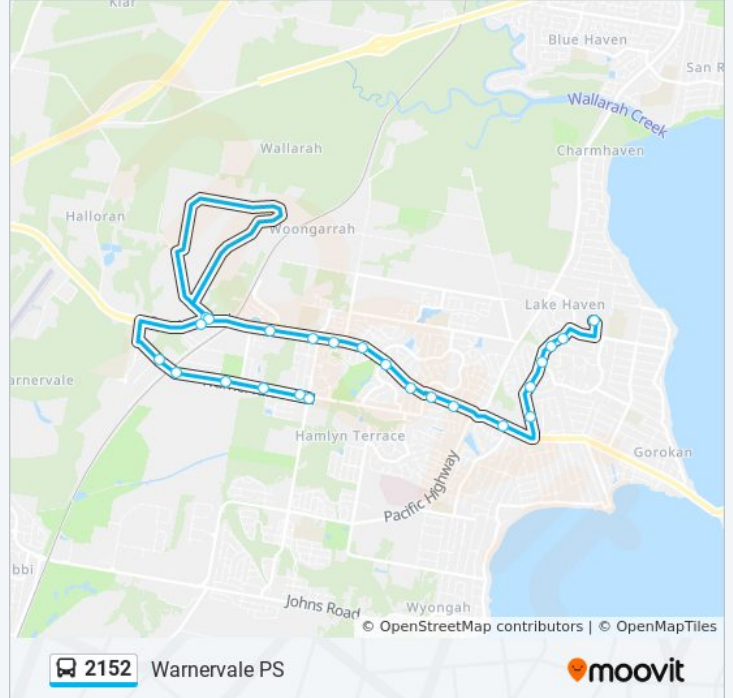 Kiar
Blue Haven
San R
Wallarah Creek
Wallarah
Charmhaven
Halloran
Woongarrah
Lake Haven
arnervale
Hamlyn Terrace
Gorokan
Pacific Highway
bbi
Johns Road
Wyongah
© OpenStreetMap contributors | © OpenMapTiles
2152 Warnervale PS
moovit